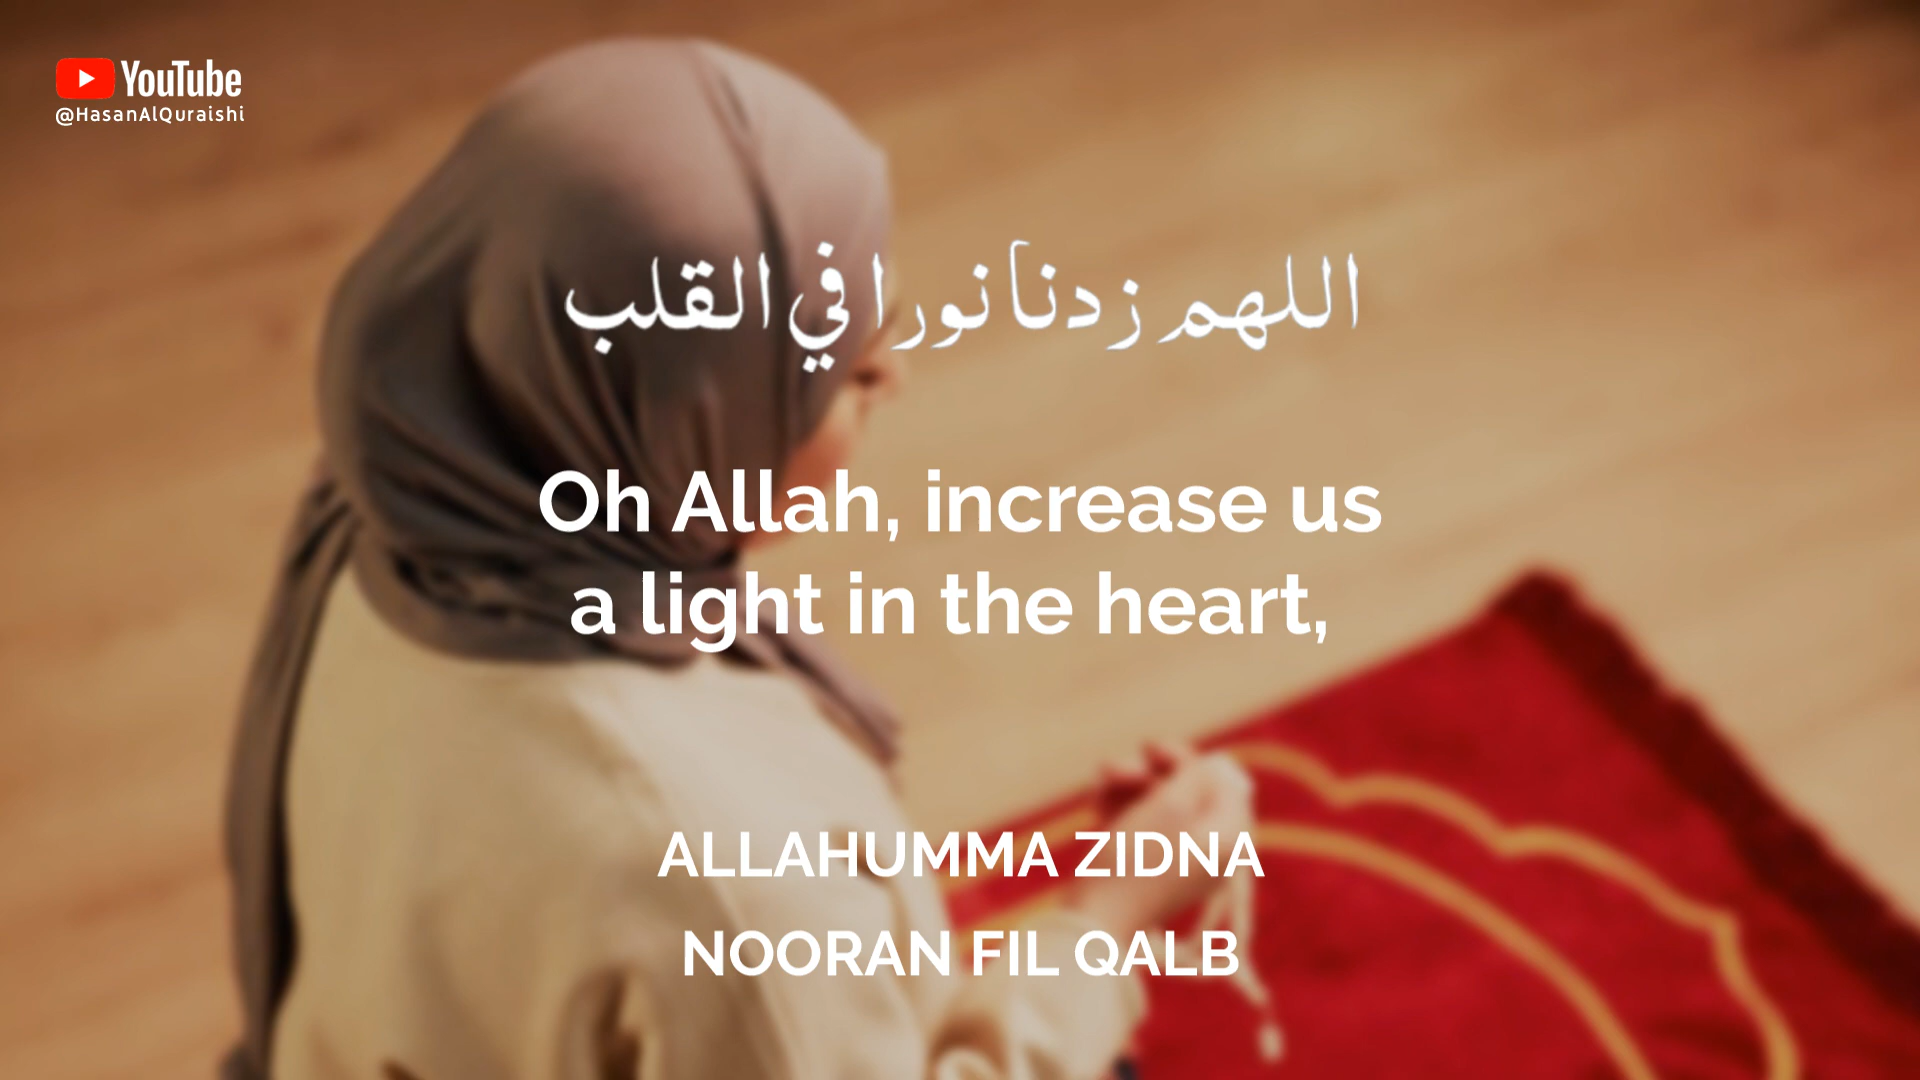 YouTube
@HasanAlQuraishi
اللهم زدنا نورا في القلب
Oh Allah, increase us
a light in the heart,
ALLAHUMMA ZIDNA
NOORAN FIL QALB